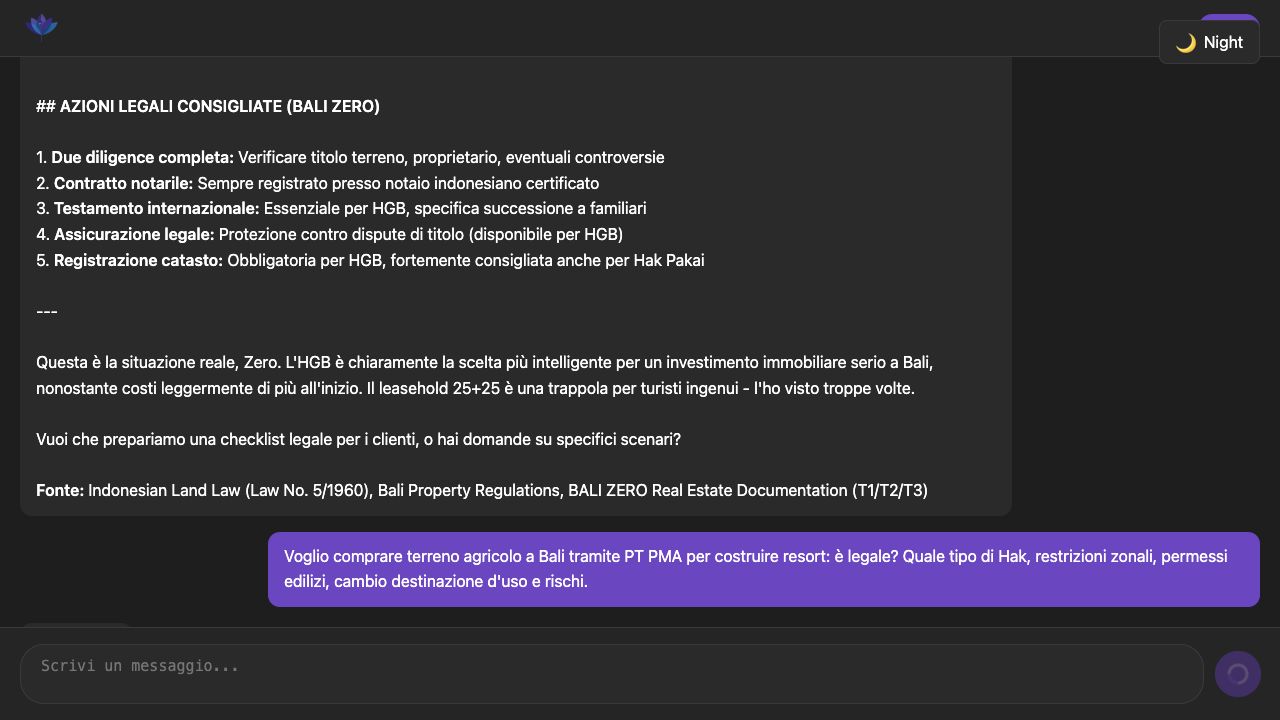 🌙 Night
## AZIONI LEGALI CONSIGLIATE (BALI ZERO)
1. Due diligence completa: Verificare titolo terreno, proprietario, eventuali controversie
2. Contratto notarile: Sempre registrato presso notaio indonesiano certificato
3. Testamento internazionale: Essenziale per HGB, specifica successione a familiari
4. Assicurazione legale: Protezione contro dispute di titolo (disponibile per HGB)
5. Registrazione catasto: Obbligatoria per HGB, fortemente consigliata anche per Hak Pakai
---
Questa è la situazione reale, Zero. L'HGB è chiaramente la scelta più intelligente per un investimento immobiliare serio a Bali,
nonostante costi leggermente di più all'inizio. Il leasehold 25+25 è una trappola per turisti ingenui - l'ho visto troppe volte.
Vuoi che prepariamo una checklist legale per i clienti, o hai domande su specifici scenari?
Fonte: Indonesian Land Law (Law No. 5/1960), Bali Property Regulations, BALI ZERO Real Estate Documentation (T1/T2/T3)
Voglio comprare terreno agricolo a Bali tramite PT PMA per costruire resort: è legale? Quale tipo di Hak, restrizioni zonali, permessi
edilizi, cambio destinazione d'uso e rischi.
Scrivi un messaggio...